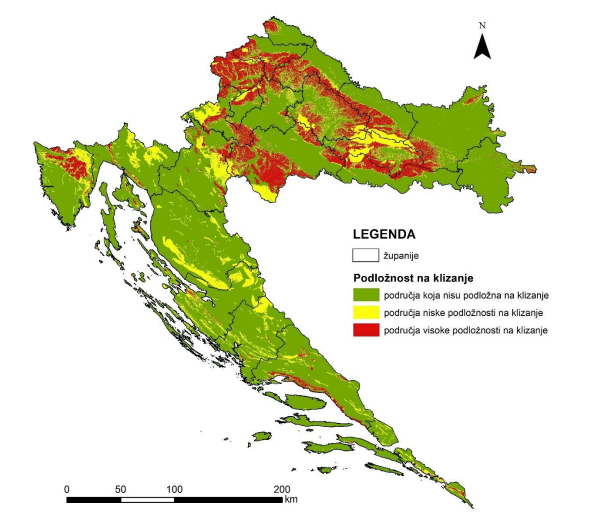 N
LEGENDA
županije
Podložnost na klizanje
područja koja nisu podložna na klizanje
područja niske podložnosti na klizanje
područja visoke podložnosti na klizanje
0 50 100 200
km